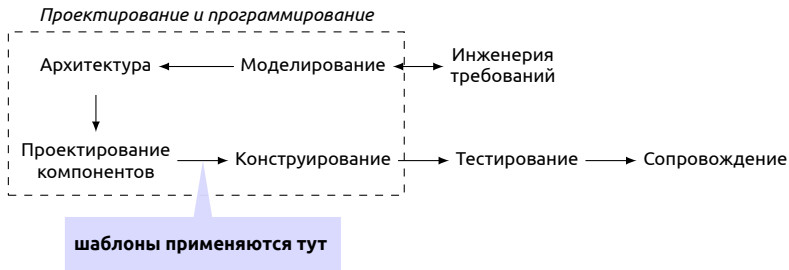 Проектирование и программирование
Архитектура
Моделирование
Инженерия
требований
Проектирование
компонентов
Конструирование
Тестирование
Сопровождение
шаблоны применяются тут